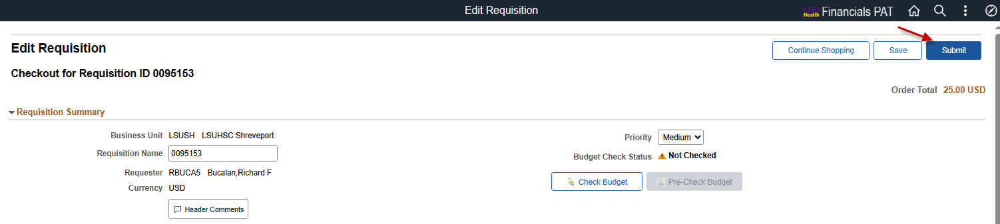 Edit Requisition
LSU Health Financials PAT
Edit Requisition
Continue Shopping Save Submit
Checkout for Requisition ID 0095153
Order Total 25.00 USD
Requisition Summary
Business Unit LSUSH LSUHSC Shreveport
Priority Medium
Requisition Name 0095153
Budget Check Status Not Checked
Requester RBUCA5 Bucalan,Richard F
Check Budget Pre-Check Budget
Currency USD
Header Comments